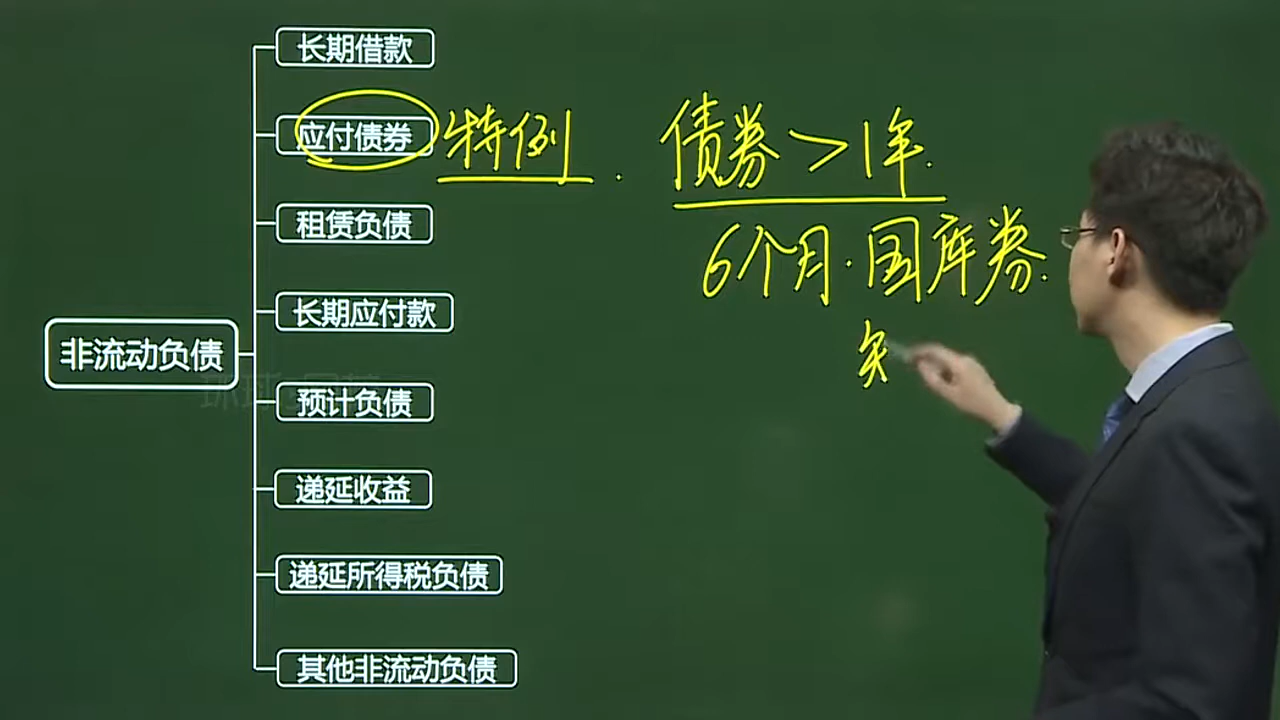 长期借款
应付债券 特例. 债券>1年.
租赁负债
6个月·国库券.
长期应付款
非流动负债
预计负债
递延收益
递延所得税负债
其他非流动负债